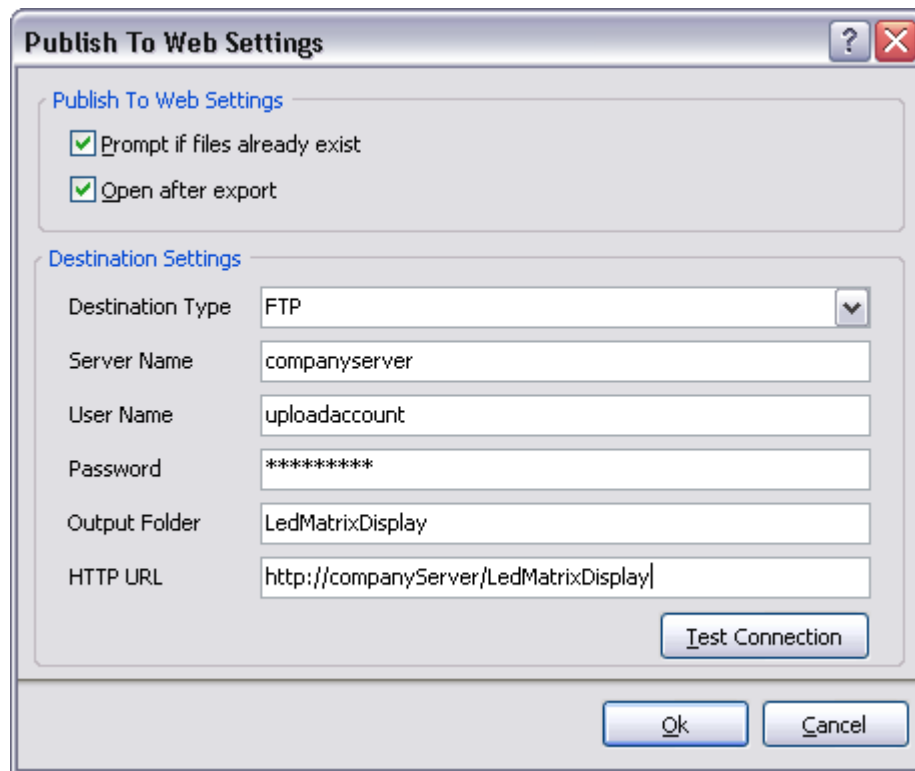 Publish To Web Settings
?
Publish To Web Settings
Prompt if files already exist
Open after export
Destination Settings
Destination Type FTP
Server Name companyserver
User Name uploadaccount
Password *********
Output Folder LedMatrixDisplay
HTTP URL http://companyServer/LedMatrixDisplay
Test Connection
Ok Cancel